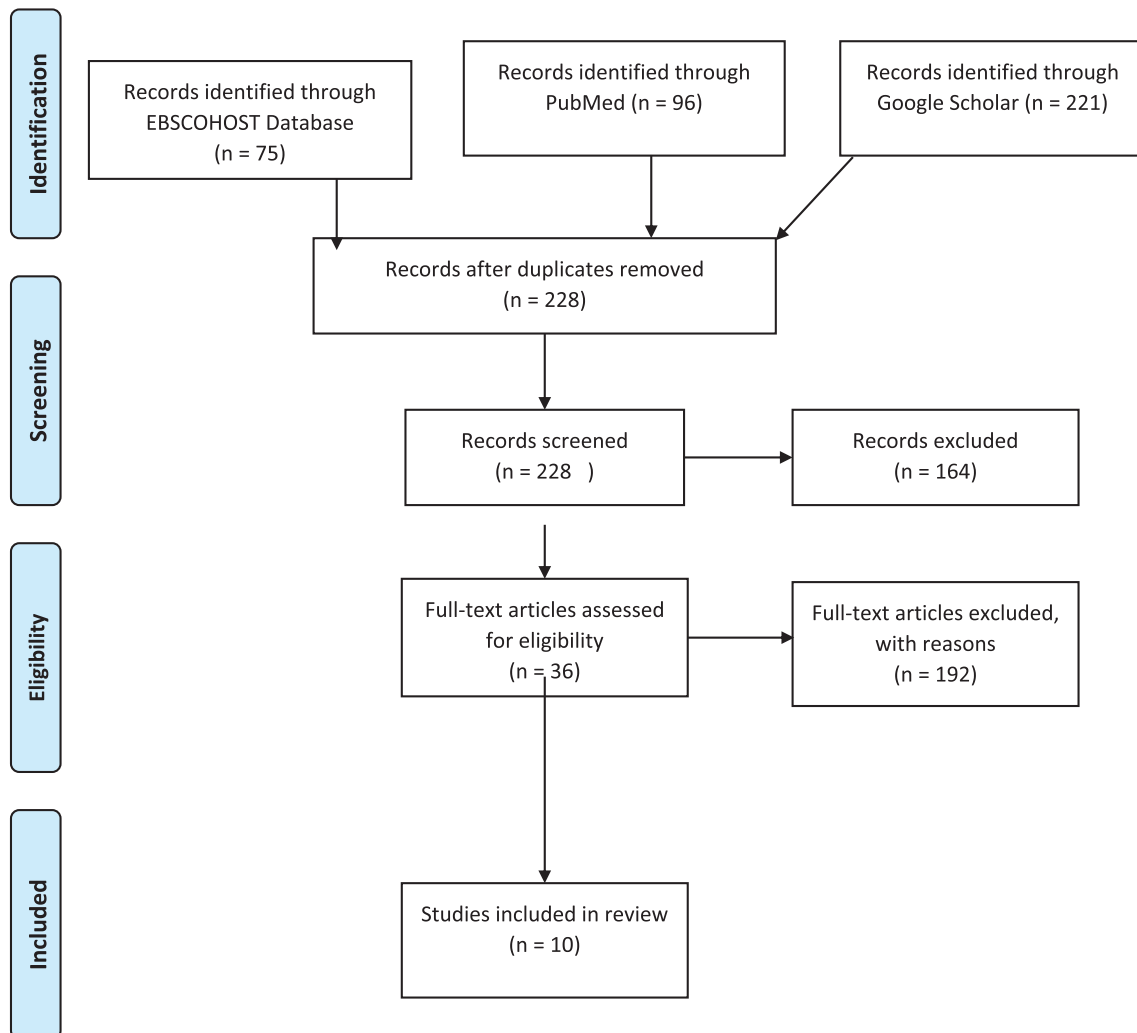 Identification
Records identified through
EBSCOHOST Database
(n = 75)
Records identified through
PubMed (n = 96)
Records identified through
Google Scholar (n = 221)
Records after duplicates removed
(n = 228)
Screening
Records screened
(n = 228   )
Records excluded
(n = 164)
Eligibility
Full-text articles assessed
for eligibility
(n = 36)
Full-text articles excluded,
with reasons
(n = 192)
Included
Studies included in review
(n = 10)